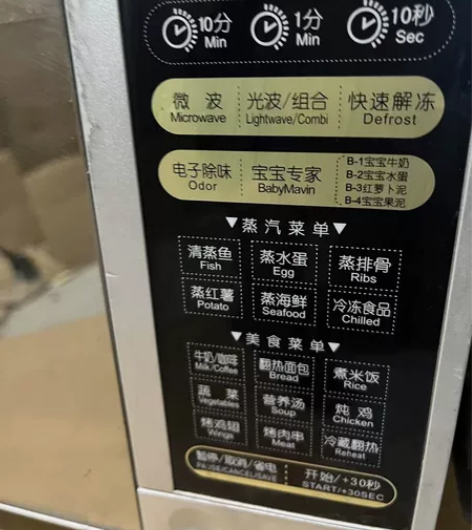 10分 1分 10秒
Min Min Sec
微 波 光波/组合 快速解冻
Microwave Lightwave/Combi Defrost
电子除味 宝宝专家
Odor BabyMavin
B-1宝宝牛奶
B-2宝宝水蛋
B-3红萝卜泥
B-4宝宝果泥
▼蒸汽菜单▼
清蒸鱼 蒸水蛋 蒸排骨
Fish Egg Ribs
蒸红薯 蒸海鲜 冷冻食品
Potato Seafood Chilled
▼美食菜单▼
牛奶/咖啡 翻热面包 煮米饭
Milk/Coffee Bread Rice
蔬 菜 营养汤 炖 鸡
Vegetables Soup Chicken
烤鸡翅 烤肉串 冷藏翻热
Wings Meat Reheat
暂停/取消/省电 开始/+30秒
PAUSE/CANCEL/SAVE START/+30SEC